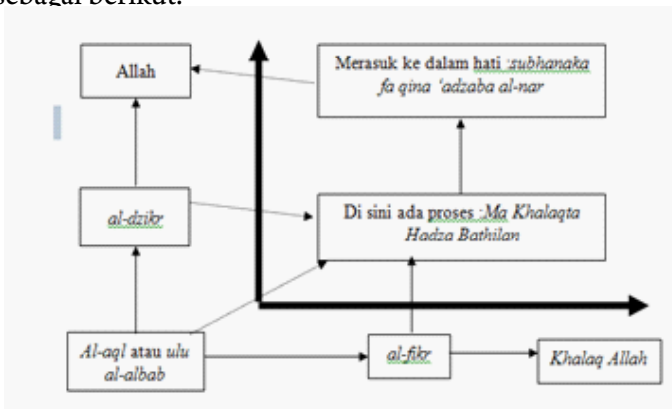 sebagai berikut:
Allah
Merasuk ke dalam hati :subhanaka
fa qina ‘adzaba al-nar
al-dzikr
Di sini ada proses :Ma Khalaqta
Hadza Bathilan
Al-aql atau ulu
al-albab
al-fikr
Khalaq Allah